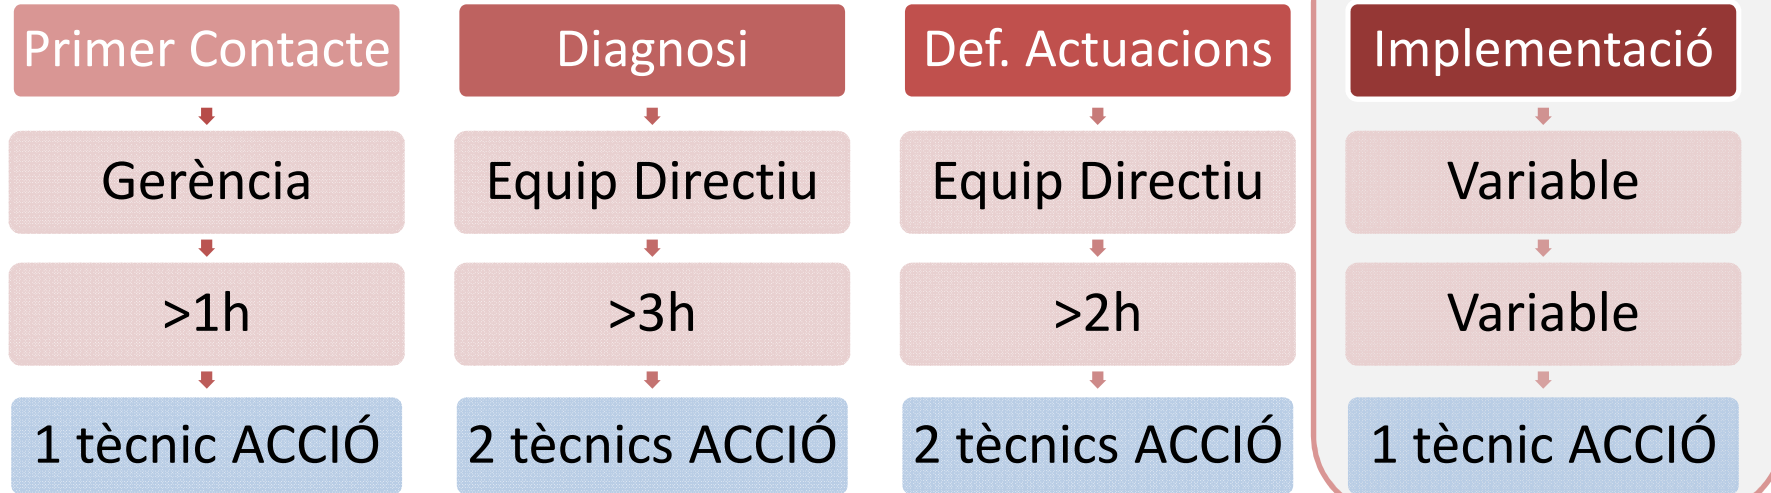 Primer Contacte
Gerència
>1h
1 tècnic ACCIÓ
Diagnosi
Equip Directiu
>3h
2 tècnics ACCIÓ
Def. Actuacions
Equip Directiu
>2h
2 tècnics ACCIÓ
Implementació
Variable
Variable
1 tècnic ACCIÓ